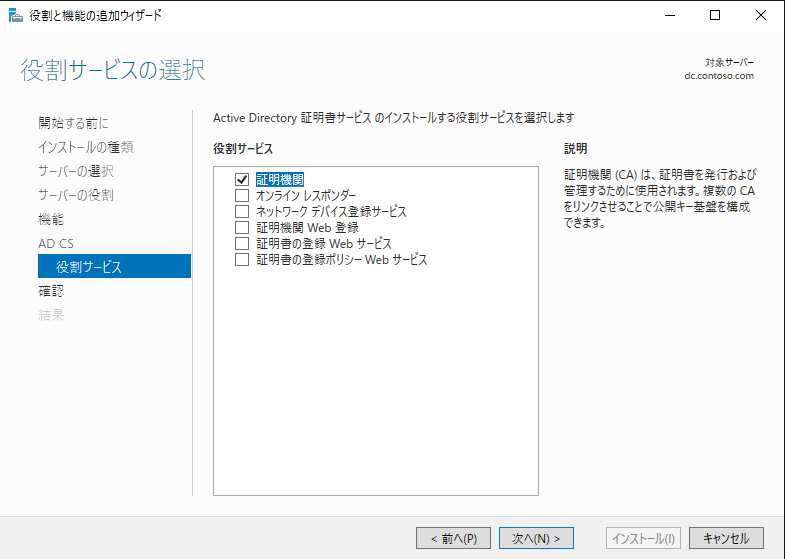 役割と機能の追加ウィザード
役割サービスの選択
対象サーバー
dc.contoso.com
開始する前に
インストールの種類
サーバーの選択
サーバーの役割
機能
AD CS
役割サービス
確認
結果
Active Directory 証明書サービス のインストールする役割サービスを選択します
役割サービス
証明機関
オンライン レスポンダー
ネットワーク デバイス登録サービス
証明機関 Web 登録
証明書の登録 Web サービス
証明書の登録ポリシー Web サービス
説明
証明機関 (CA) は、証明書を発行および
管理するために使用されます。複数の CA
をリンクさせることで公開キー基盤を構成
できます。
< 前へ(P)
次へ(N) >
インストール(I)
キャンセル